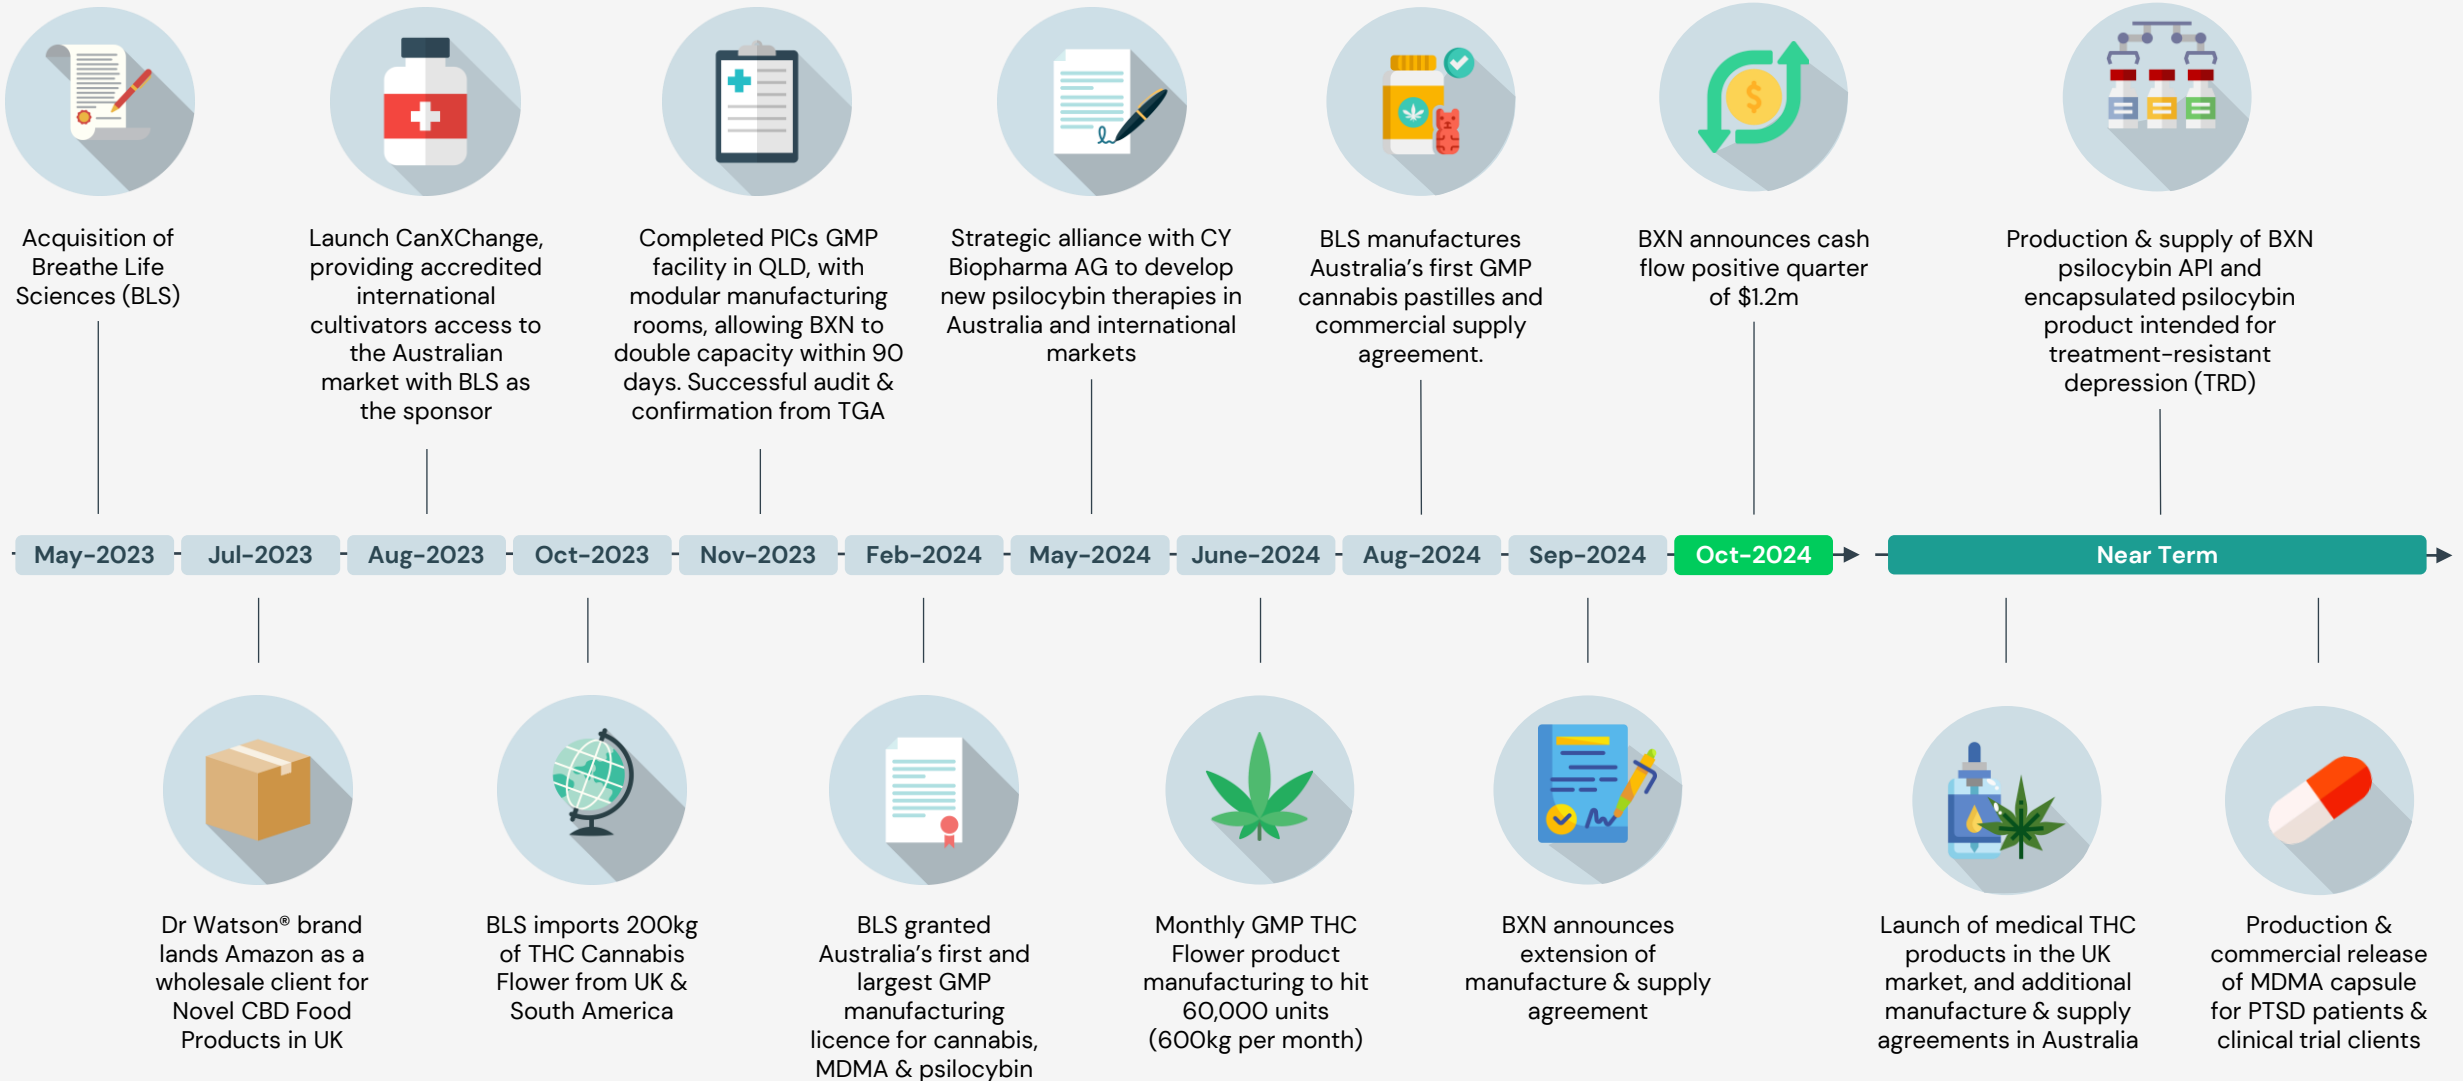 Acquisition of
Breathe Life
Sciences (BLS)
Launch CanXChange,
providing accredited
international
cultivators access to
the Australian
market with BLS as
the sponsor
Completed PICs GMP
facility in QLD, with
modular manufacturing
rooms, allowing BXN to
double capacity within 90
days. Successful audit &
confirmation from TGA
Strategic alliance with CY
Biopharma AG to develop
new psilocybin therapies in
Australia and international
markets
BLS manufactures
Australia's first GMP
cannabis pastilles and
commercial supply
agreement.
BXN announces cash
flow positive quarter
of $1.2m
Production & supply of BXN
psilocybin API and
encapsulated psilocybin
product intended for
treatment-resistant
depression (TRD)
May-2023
Jul-2023
Aug-2023
Oct-2023
Nov-2023
Feb-2024
May-2024
June-2024
Aug-2024
Sep-2024
Oct-2024
Near Term
Dr Watson® brand
lands Amazon as a
wholesale client for
Novel CBD Food
Products in UK
BLS imports 200kg
of THC Cannabis
Flower from UK &
South America
BLS granted
Australia's first and
largest GMP
manufacturing
licence for cannabis,
MDMA & psilocybin
Monthly GMP THC
Flower product
manufacturing to hit
60,000 units
(600kg per month)
BXN announces
extension of
manufacture & supply
agreement
Launch of medical THC
products in the UK
market, and additional
manufacture & supply
agreements in Australia
Production &
commercial release
of MDMA capsule
for PTSD patients &
clinical trial clients